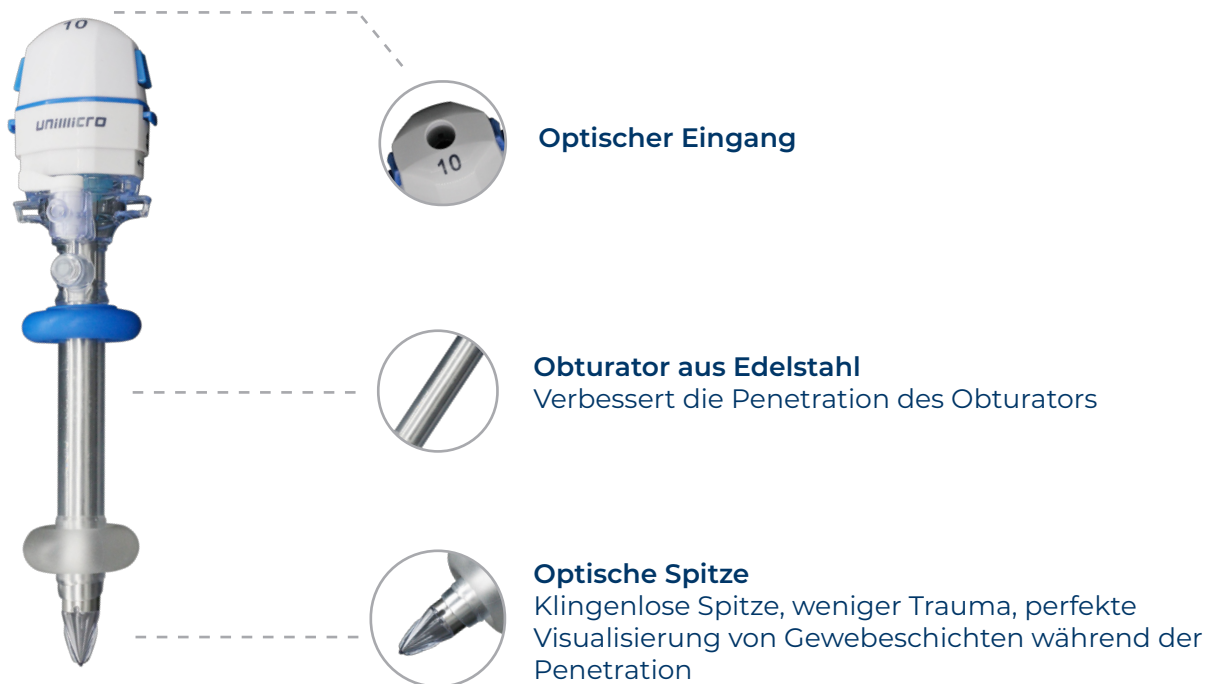 10
unimicro
10
Optischer Eingang
Obturator aus Edelstahl
Verbessert die Penetration des Obturators
Optische Spitze
Klingenlose Spitze, weniger Trauma, perfekte
Visualisierung von Gewebeschichten während der
Penetration